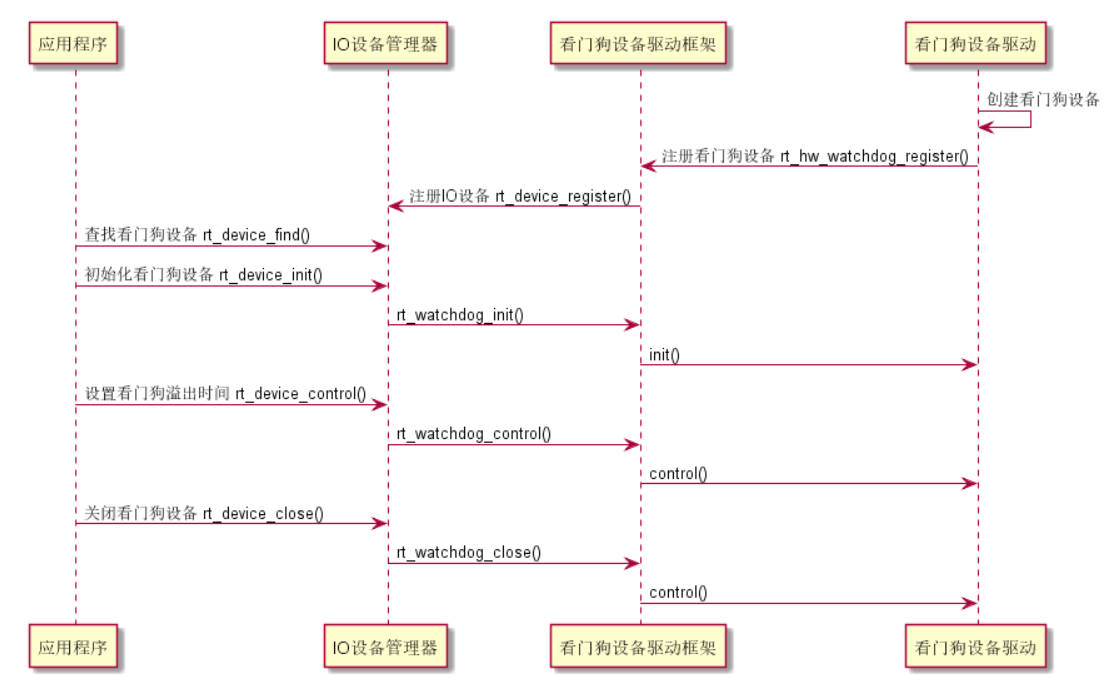 应用程序
IO设备管理器
看门狗设备驱动框架
看门狗设备驱动
创建看门狗设备
注册看门狗设备 rt_hw_watchdog_register()
注册IO设备 rt_device_register()
查找看门狗设备 rt_device_find()
初始化看门狗设备 rt_device_init()
rt_watchdog_init()
init()
设置看门狗溢出时间 rt_device_control()
rt_watchdog_control()
control()
关闭看门狗设备 rt_device_close()
rt_watchdog_close()
control()
应用程序
IO设备管理器
看门狗设备驱动框架
看门狗设备驱动